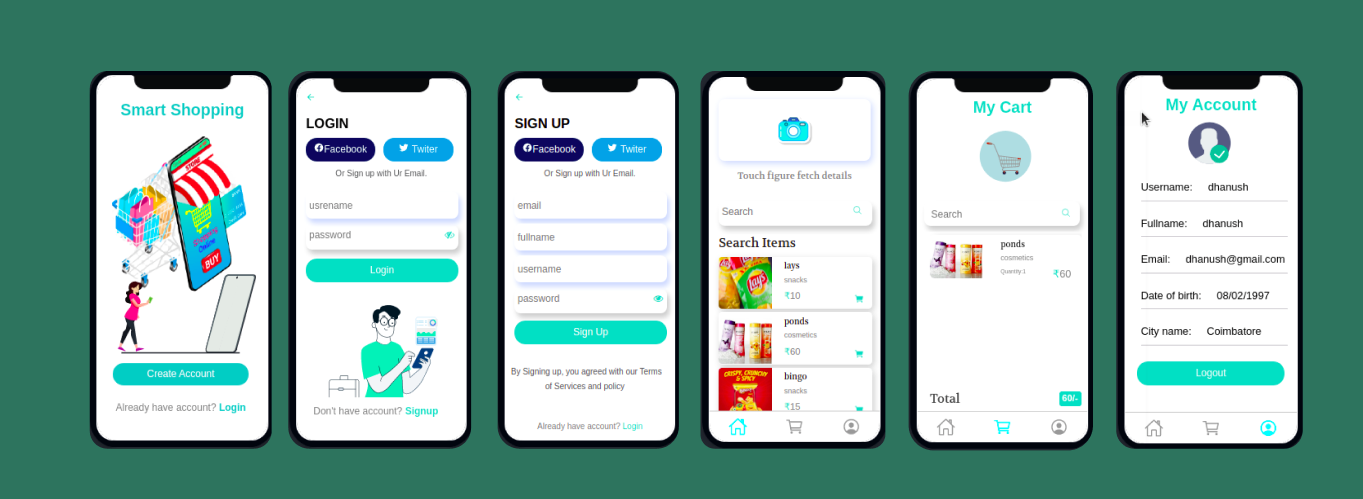 Smart Shopping
STORE
Shopping
Online
BUY
Create Account
Already have account? Login
LOGIN
Facebook
Twiter
Or Sign up with Ur Email.
usrename
password
Login
Don't have account? Signup
SIGN UP
Facebook
Twiter
Or Sign up with Ur Email.
email
fullname
username
password
Sign Up
By Signing up, you agreed with our Terms
of Services and policy
Already have account? Login
Touch figure fetch details
Search
Search Items
Lays
lays
snacks
₹10
ponds
cosmetics
₹60
CRISPY, CRUNCHY
& SPICY
bingo
snacks
₹15
My Cart
Search
ponds
cosmetics
Quantity:1
₹60
Total
60/-
My Account
Username: dhanush
Fullname: dhanush
Email: dhanush@gmail.com
Date of birth: 08/02/1997
City name: Coimbatore
Logout